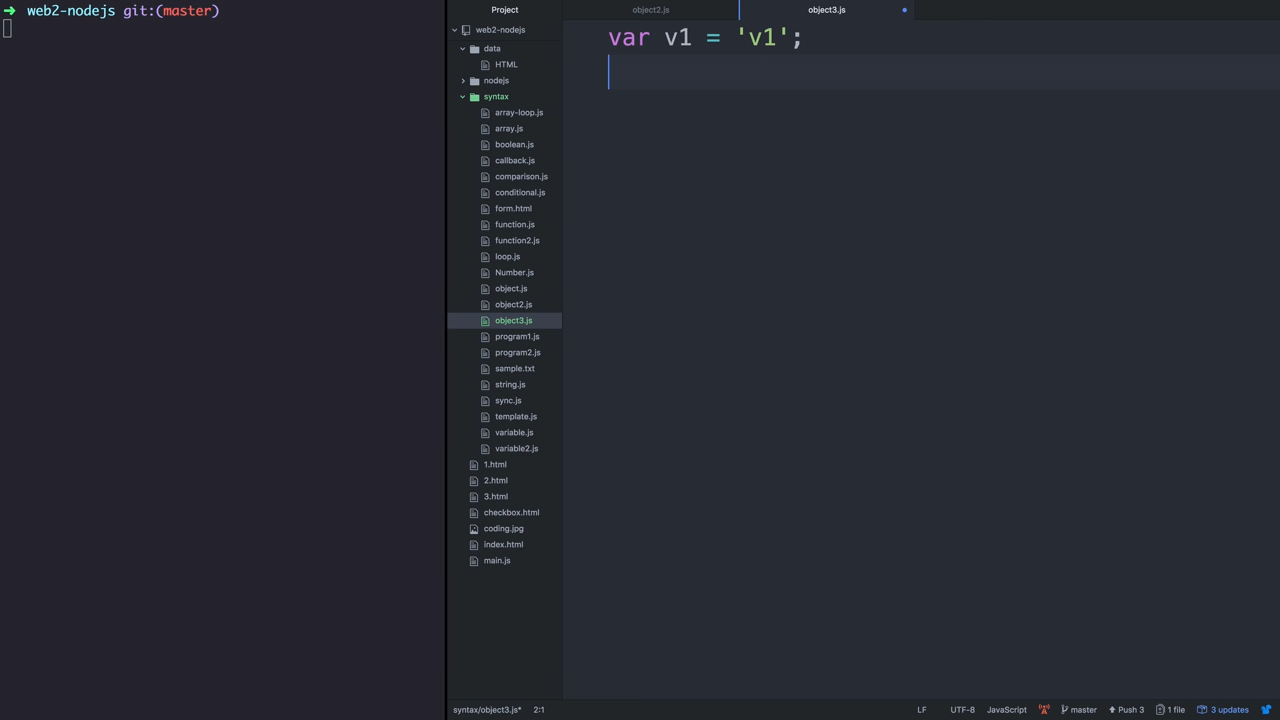 ➜ web2-nodejs git:(master)
Project
web2-nodejs
data
HTML
nodejs
syntax
array-loop.js
array.js
boolean.js
callback.js
comparison.js
conditional.js
form.html
function.js
function2.js
loop.js
Number.js
object.js
object2.js
object3.js
program1.js
program2.js
sample.txt
string.js
sync.js
template.js
variable.js
variable2.js
1.html
2.html
3.html
checkbox.html
coding.jpg
index.html
main.js
object2.js object3.js
var v1 = 'v1';
syntax/object3.js* 2:1 LF UTF-8 JavaScript master Push 3 1 file 3 updates